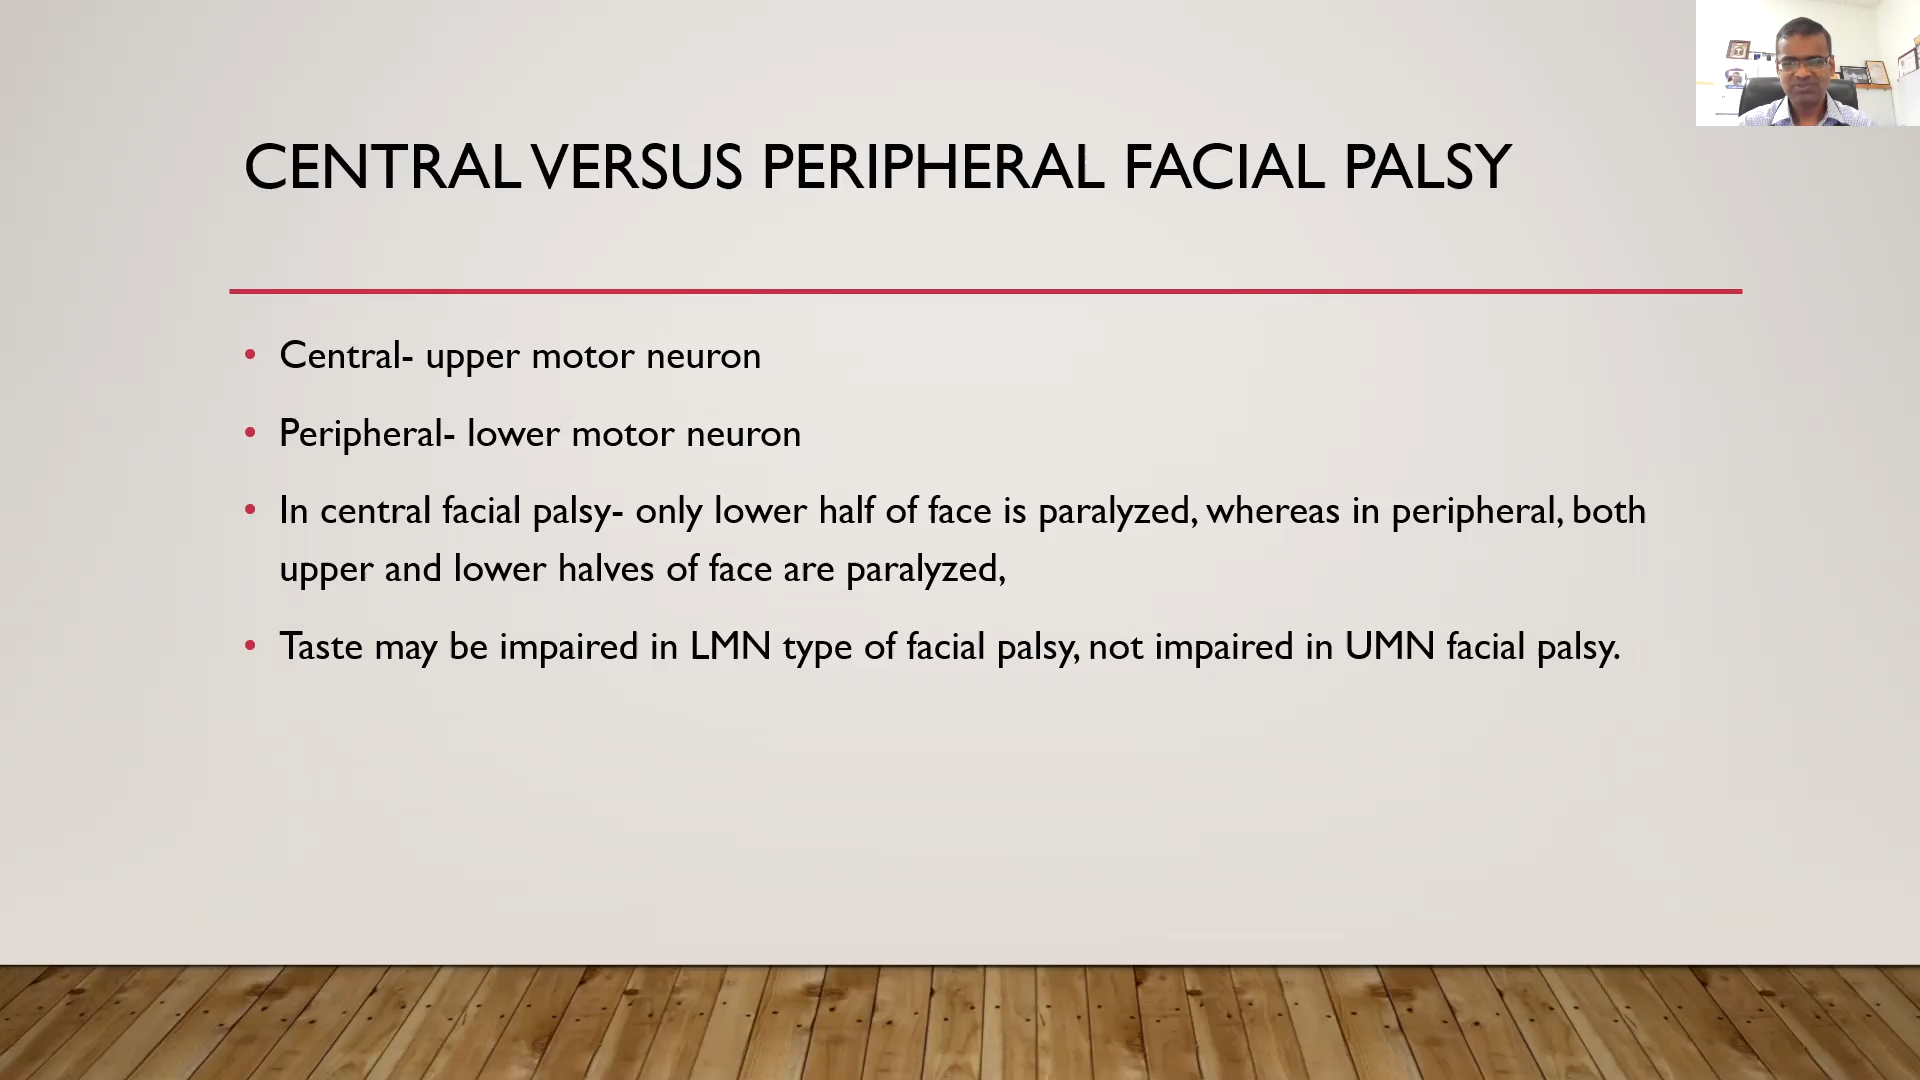 CENTRAL VERSUS PERIPHERAL FACIAL PALSY
• Central- upper motor neuron
• Peripheral- lower motor neuron
• In central facial palsy- only lower half of face is paralyzed, whereas in peripheral, both
upper and lower halves of face are paralyzed,
• Taste may be impaired in LMN type of facial palsy, not impaired in UMN facial palsy.